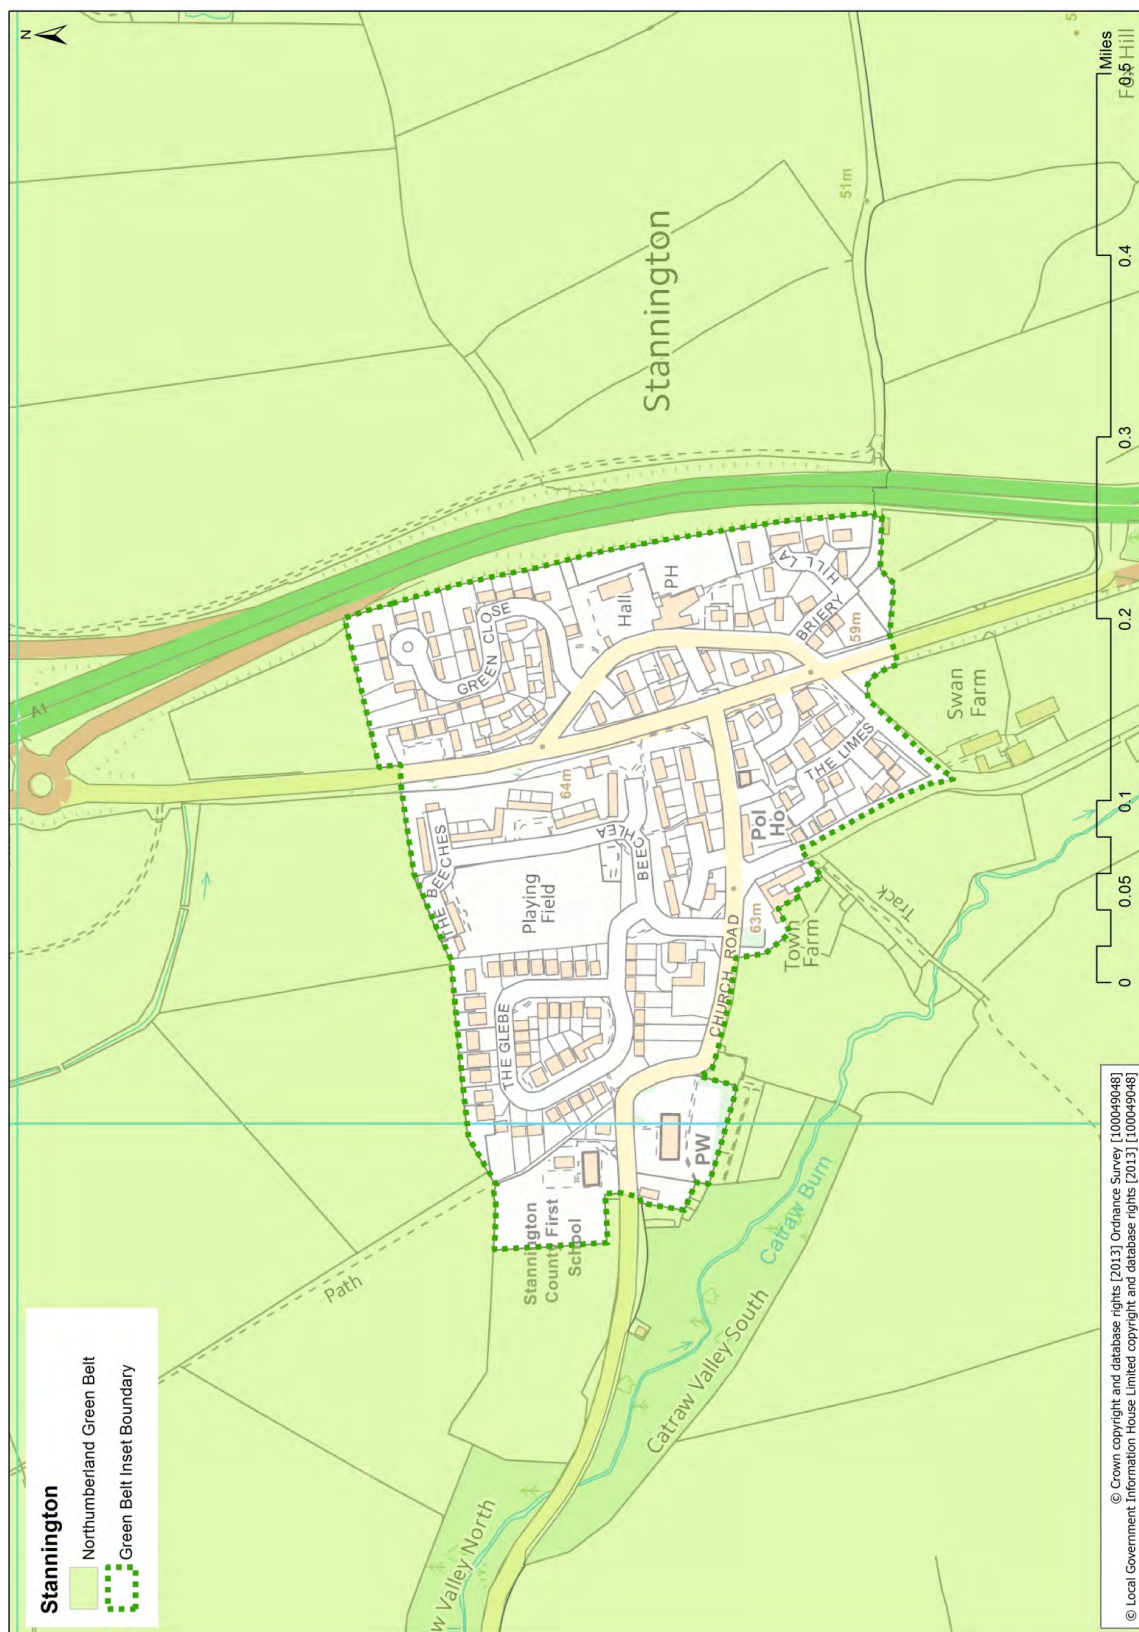 Stannington
Northumberland Green Belt
Green Belt Inset Boundary
N
A1
Path
THE BEECHES
GREEN CLOSE
64m
Playing
Field
THE GLEBE
BEECHLEA
Hall
PH
Stannington
Stannington
County First
School
PW
CHURCH ROAD
63m
Pol
Ho
THE LIMES
BRIERY HILL LA
59m
51m
Town
Farm
Track
Swan
Farm
w Valley North
Catraw Valley South
Catraw Burn
5
Fox Hill
0
0.05
0.1
0.2
0.3
0.4
0.5
Miles
© Crown copyright and database rights [2013] Ordnance Survey [100049048]
© Local Government Information House Limited copyright and database rights [2013] [100049048]